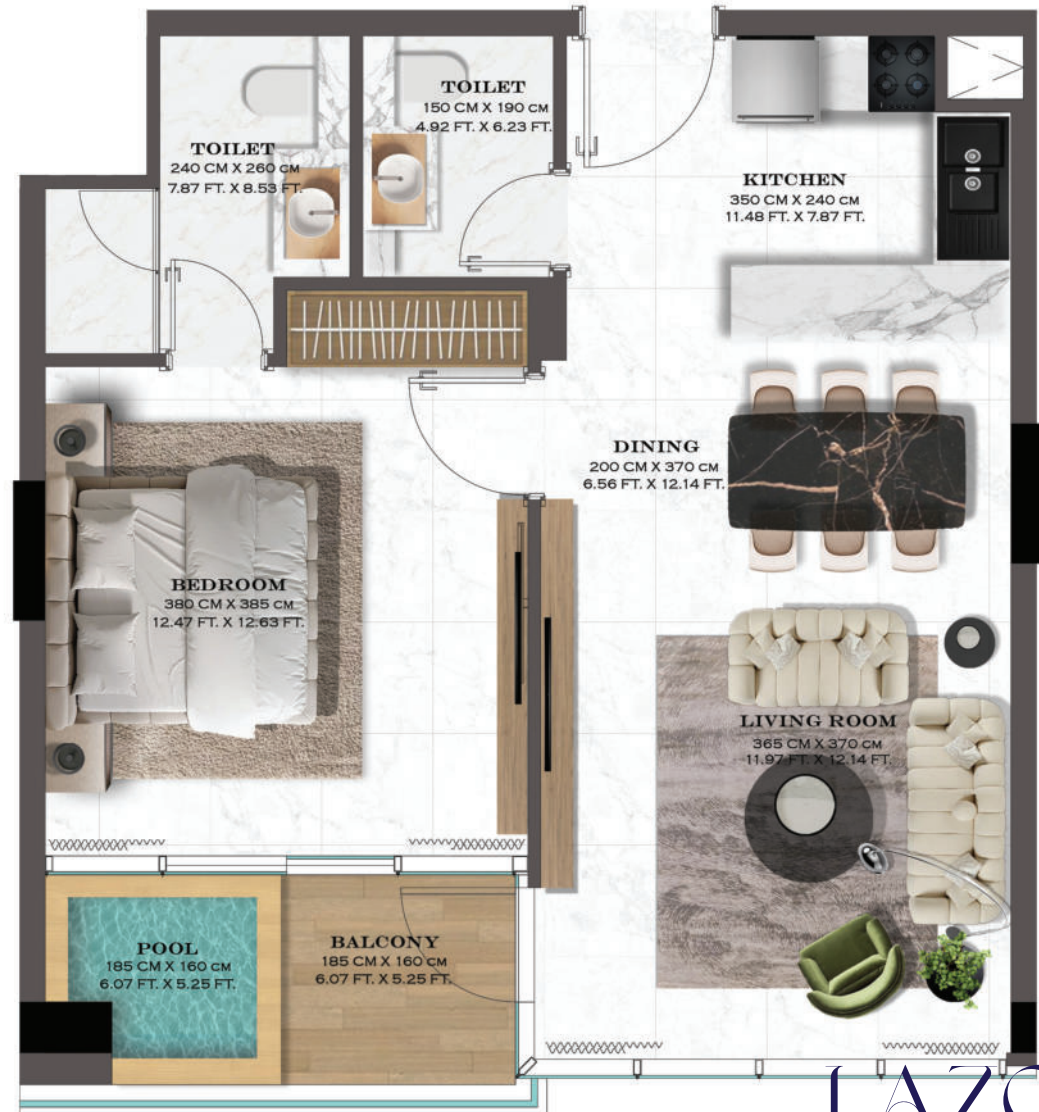 TOILET
150 CM X 190 CM
4.92 FT. X 6.23 FT.
TOILET
240 CM X 260 CM
7.87 FT. X 8.53 FT.
KITCHEN
350 CM X 240 CM
11.48 FT. X 7.87 FT.
DINING
200 CM X 370 CM
6.56 FT. X 12.14 FT.
BEDROOM
380 CM X 385 CM
12.47 FT. X 12.63 FT.
LIVING ROOM
365 CM X 370 CM
11.97 FT. X 12.14 FT.
POOL
185 CM X 160 CM
6.07 FT. X 5.25 FT.
BALCONY
185 CM X 160 CM
6.07 FT. X 5.25 FT.